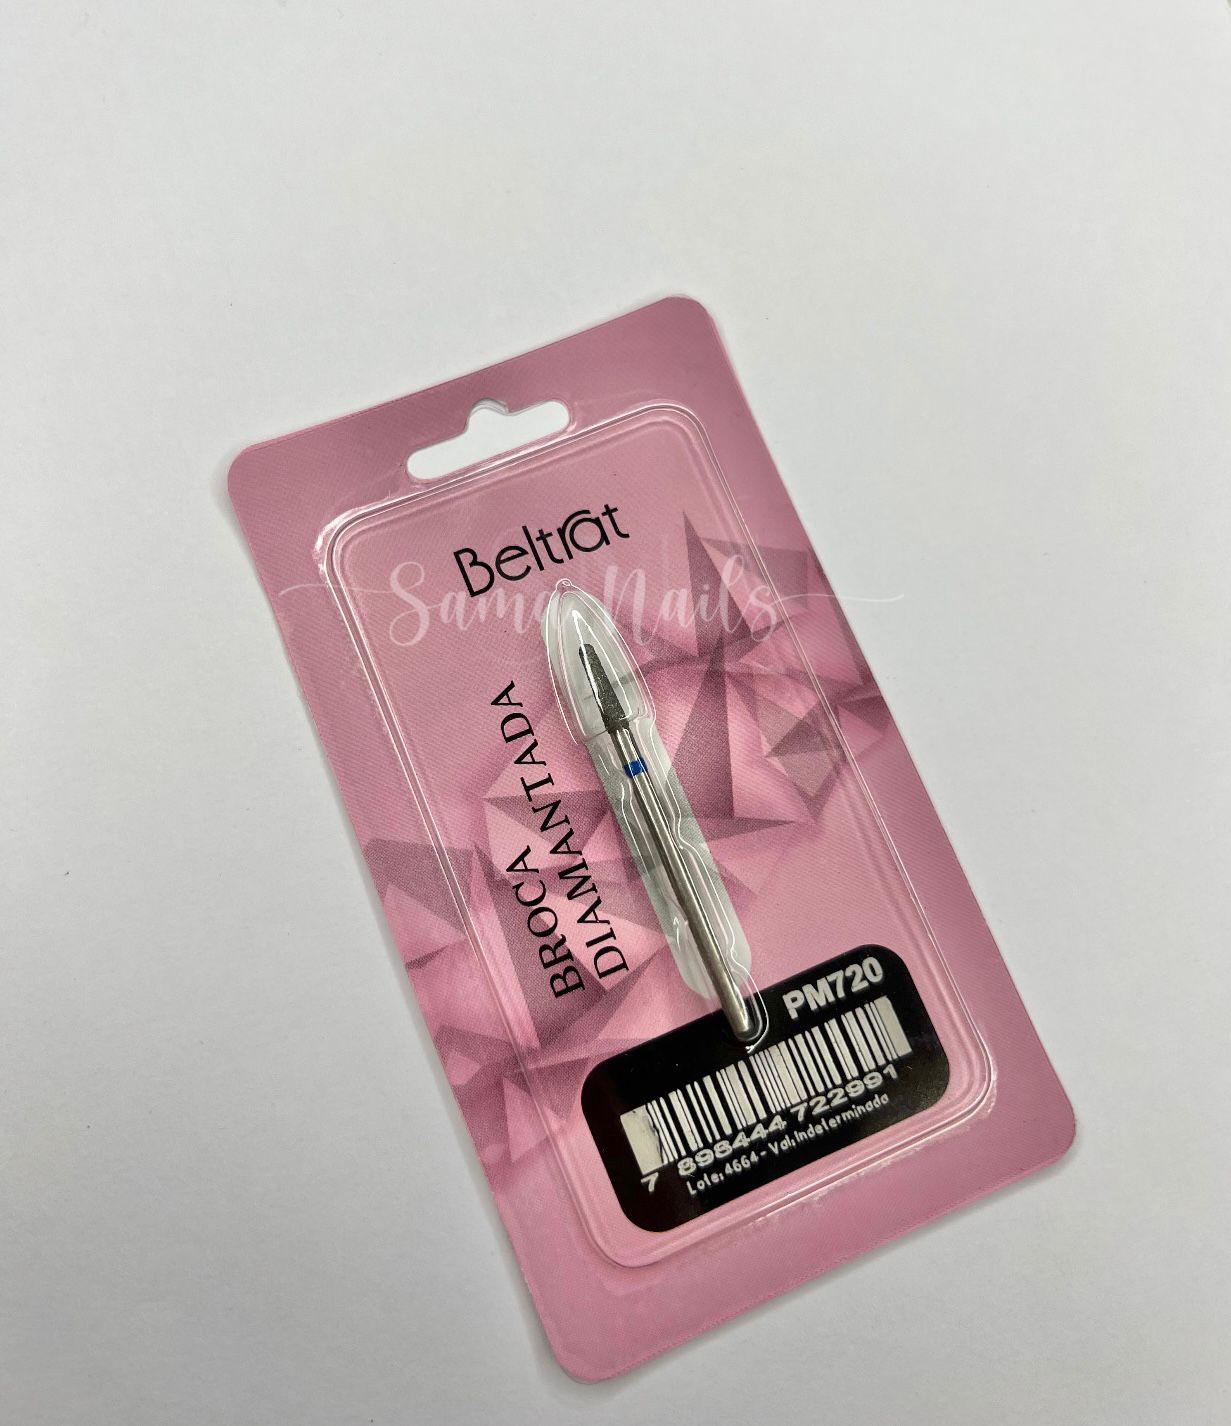 Beltrat
Sama Nails
BROCA
DIAMANTADA
PM720
7 898444 722991
Lote: 4664 - Val: Indeterminada